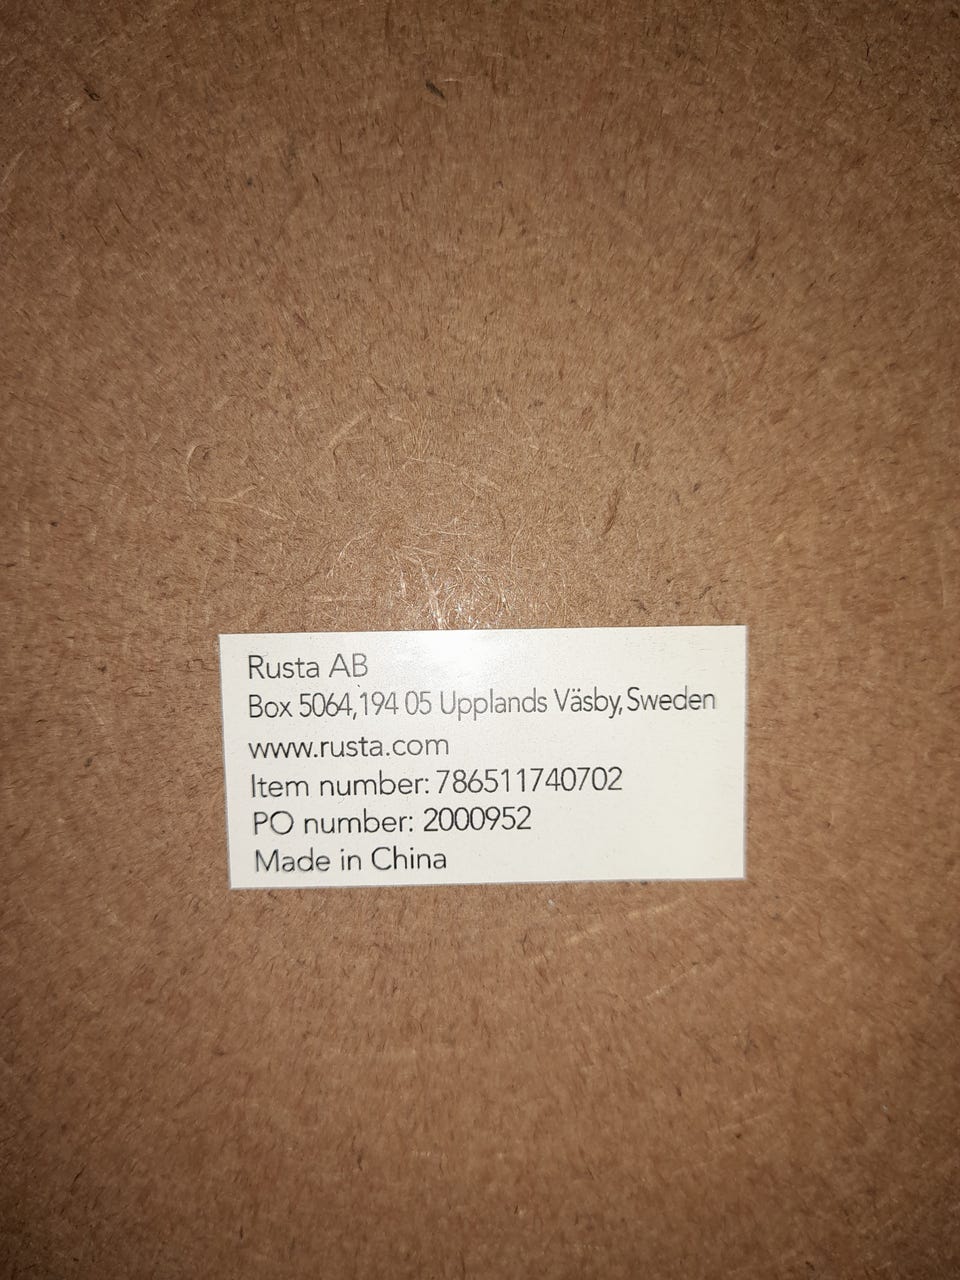 Rusta AB
Box 5064,194 05 Upplands Väsby, Sweden
www.rusta.com
Item number: 786511740702
PO number: 2000952
Made in China